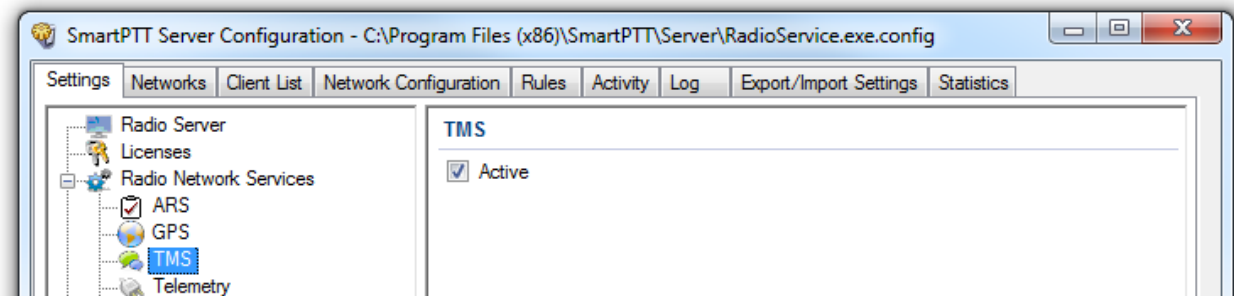 SmartPTT Server Configuration - C:\Program Files (x86)\SmartPTT\Server\RadioService.exe.config
Settings Networks Client List Network Configuration Rules Activity Log Export/Import Settings Statistics
Radio Server
Licenses
Radio Network Services
ARS
GPS
TMS
Telemetry
TMS
Active